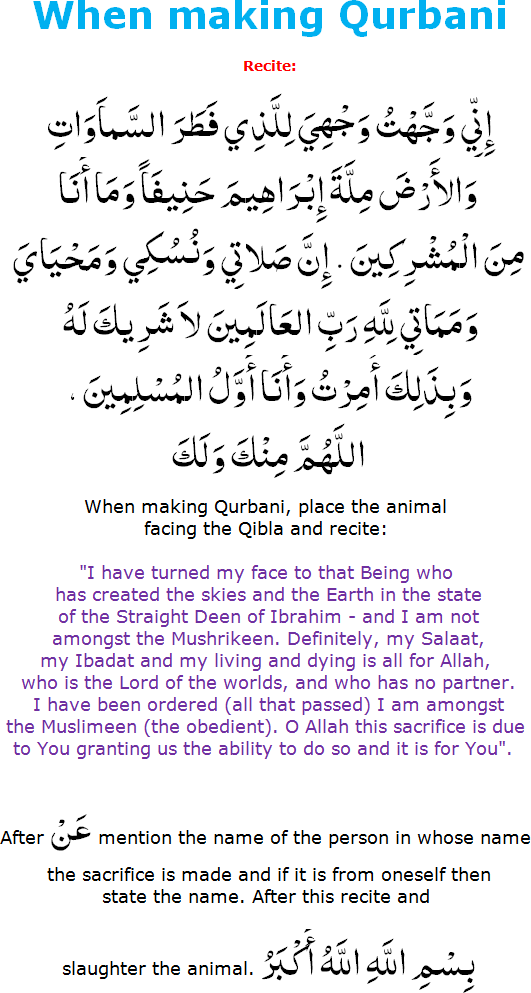 When making Qurbani
Recite:
إِنِّي وَجَّهْتُ وَجْهِيَ لِلَّذِي فَطَرَ السَّمٰاَوَاتِ
وَالأَرْضَ مِلَّةَ إِبْرَاهِيمَ حَنِيفَاً وَمَا أَنَا
مِنَ الْمُشْرِكِينَ . إِنَّ صَلاتِي وَنُسُكِي وَمَحْيَايَ
وَمَمَاتِي لِلَّهِ رَبِّ العَالَمِينَ لاَ شَرِيكَ لَهُ
وَبِذَلِكَ أُمِرْتُ وَأَنَا أَوَّلُ المُسْلِمِينَ ،
اللَّهُمَّ مِنْكَ وَلَكَ
When making Qurbani, place the animal
facing the Qibla and recite:
"I have turned my face to that Being who
has created the skies and the Earth in the state
of the Straight Deen of Ibrahim - and I am not
amongst the Mushrikeen. Definitely, my Salaat,
my Ibadat and my living and dying is all for Allah,
who is the Lord of the worlds, and who has no partner.
I have been ordered (all that passed) I am amongst
the Muslimeen (the obedient). O Allah this sacrifice is due
to You granting us the ability to do so and it is for You".
After عَنْ mention the name of the person in whose name
the sacrifice is made and if it is from oneself then
state the name. After this recite and
slaughter the animal. بِسْمِ اللَّهِ اللَّهُ أَكْبَرُ